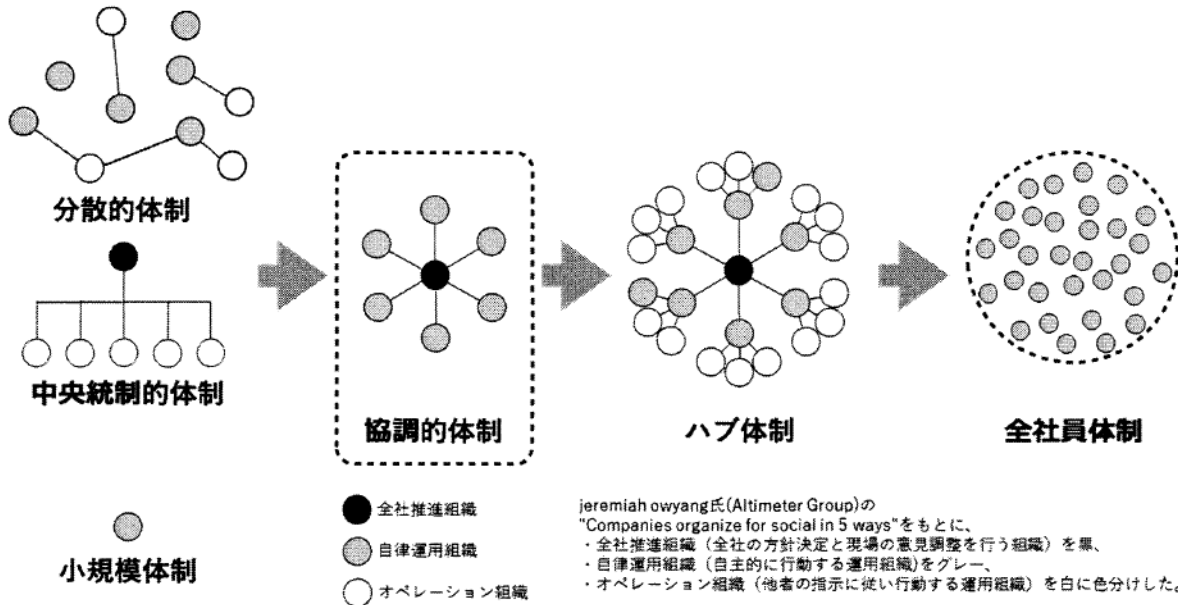 分散的体制
中央統制的体制
小規模体制
協調的体制
ハブ体制
全社員体制
全社推進組織
自律運用組織
オペレーション組織
jeremiah owyang氏(Altimeter Group)の
"Companies organize for social in 5 ways"をもとに、
・全社推進組織（全社の方針決定と現場の意見調整を行う組織）を黒、
・自律運用組織（自主的に行動する運用組織)をグレー、
・オペレーション組織（他者の指示に従い行動する運用組織）を白に色分けした。